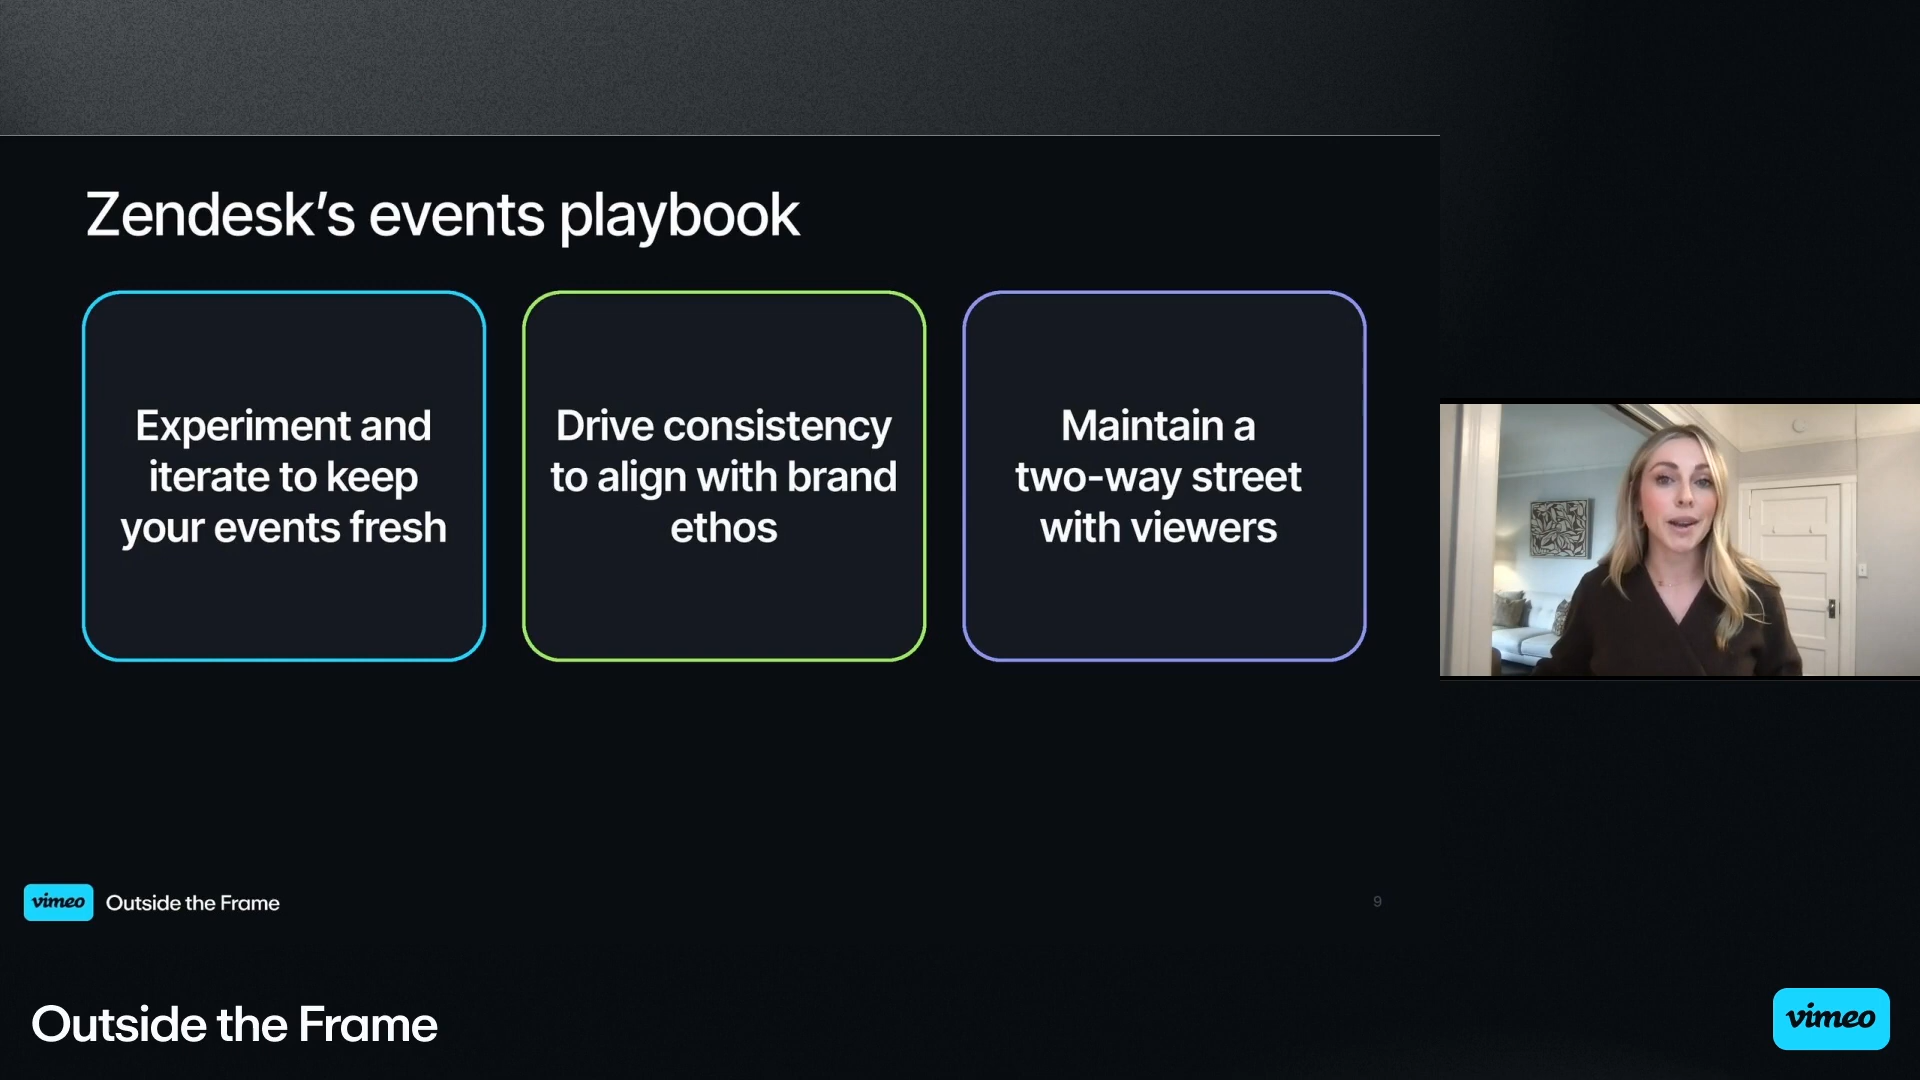 Zendesk’s events playbook
Experiment and
iterate to keep
your events fresh
Drive consistency
to align with brand
ethos
Maintain a
two-way street
with viewers
vimeo Outside the Frame
9
Outside the Frame
vimeo